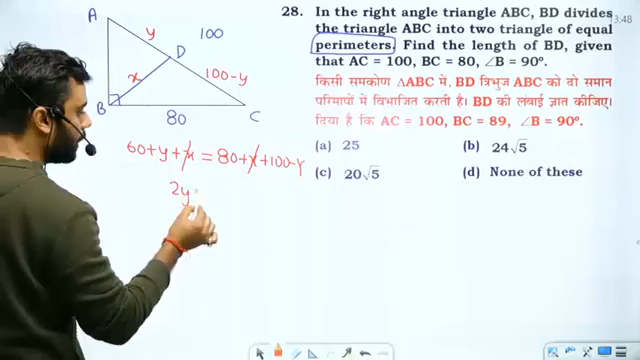 28. In the right angle triangle ABC, BD divides
the triangle ABC into two triangle of equal
perimeters. Find the length of BD, given
that AC = 100, BC = 80, ∠B = 90°.
किसी समकोण △ABC में, BD त्रिभुज ABC को दो समान
परिमापों में विभाजित करती है। BD की लंबाई ज्ञात कीजिए।
दिया है कि AC = 100, BC = 89, ∠B = 90°.
(a) 25 (b) 24√5
(c) 20√5 (d) None of these
13:48
A
y
100
D
x
100-y
B
80
C
60+y+x = 80+x+100-y
2y